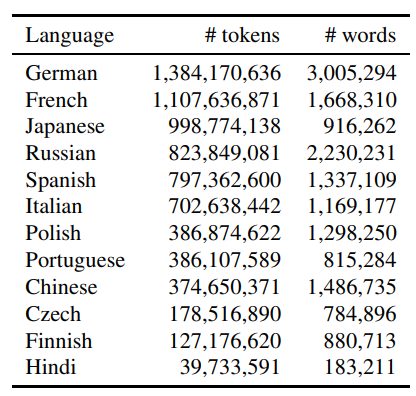 Language # tokens # words
German 1,384,170,636 3,005,294
French 1,107,636,871 1,668,310
Japanese 998,774,138 916,262
Russian 823,849,081 2,230,231
Spanish 797,362,600 1,337,109
Italian 702,638,442 1,169,177
Polish 386,874,622 1,298,250
Portuguese 386,107,589 815,284
Chinese 374,650,371 1,486,735
Czech 178,516,890 784,896
Finnish 127,176,620 880,713
Hindi 39,733,591 183,211